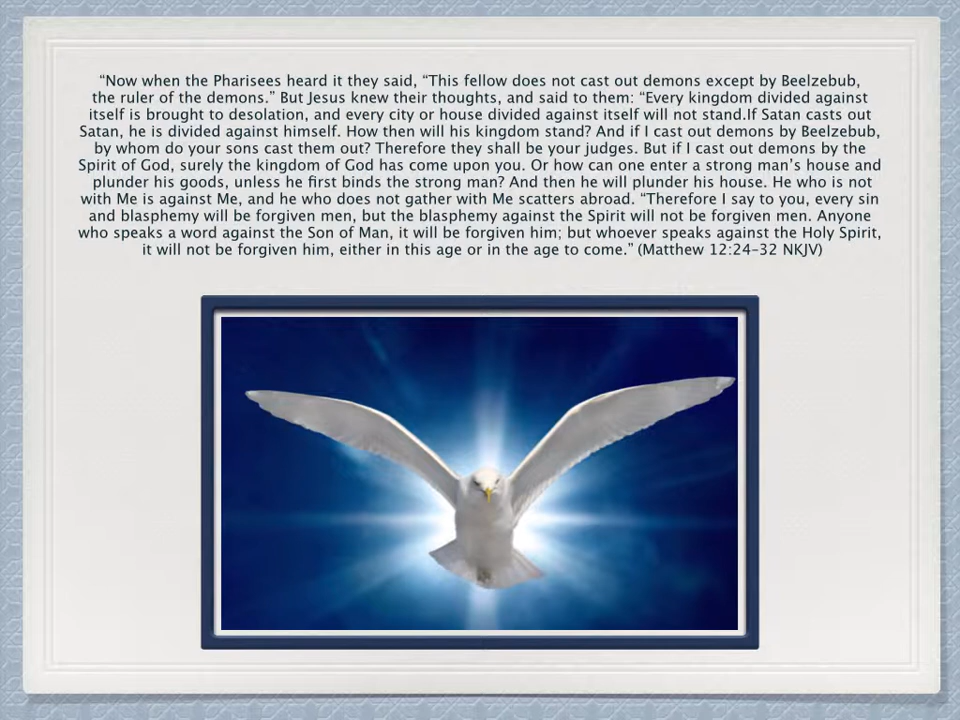 “Now when the Pharisees heard it they said, “This fellow does not cast out demons except by Beelzebub,
the ruler of the demons.” But Jesus knew their thoughts, and said to them: “Every kingdom divided against
itself is brought to desolation, and every city or house divided against itself will not stand.If Satan casts out
Satan, he is divided against himself. How then will his kingdom stand? And if I cast out demons by Beelzebub,
by whom do your sons cast them out? Therefore they shall be your judges. But if I cast out demons by the
Spirit of God, surely the kingdom of God has come upon you. Or how can one enter a strong man’s house and
plunder his goods, unless he first binds the strong man? And then he will plunder his house. He who is not
with Me is against Me, and he who does not gather with Me scatters abroad. “Therefore I say to you, every sin
and blasphemy will be forgiven men, but the blasphemy against the Spirit will not be forgiven men. Anyone
who speaks a word against the Son of Man, it will be forgiven him; but whoever speaks against the Holy Spirit,
it will not be forgiven him, either in this age or in the age to come.” (Matthew 12:24–32 NKJV)